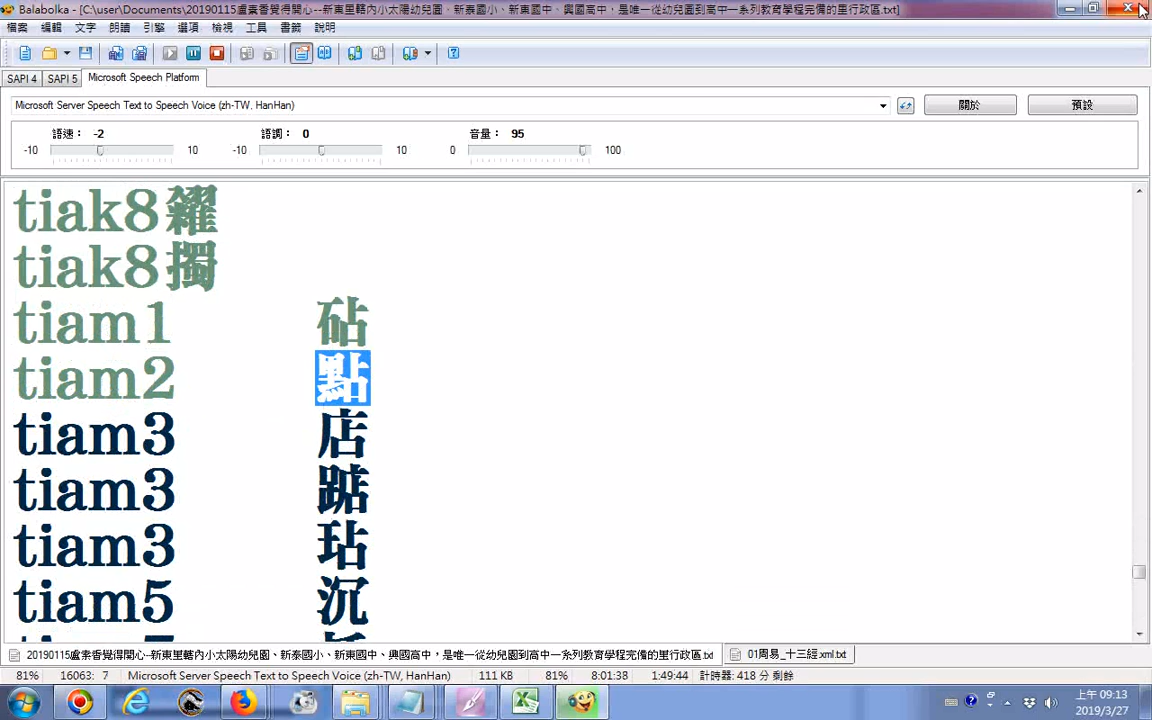 Balabolka - [C:\user\Documents\20190115盧素香覺得開心--新東里轄內小太陽幼兒園、新泰國小、新東國中、興國高中，是唯一從幼兒園到高中一系列教育學程完備的里行政區.txt]
檔案 編輯 文字 朗讀 引擎 選項 檢視 工具 書籤 說明
SAPI 4 SAPI 5 Microsoft Speech Platform
Microsoft Server Speech Text to Speech Voice (zh-TW, HanHan) 關於 預設
語速： -2 語調： 0 音量： 95
-10 10 -10 10 0 100
tiak8糴
tiak8擉
tiam1 砧
tiam2 點
tiam3 店
tiam3 踮
tiam3 玷
tiam5 沉
20190115盧素香覺得開心--新東里轄內小太陽幼兒園、新泰國小、新東國中、興國高中，是唯一從幼兒園到高中一系列教育學程完備的里行政區.txt 01周易_十三經.xml.txt
81% 16063: 7 Microsoft Server Speech Text to Speech Voice (zh-TW, HanHan) 111 KB 81% 8:01:38 1:49:44 計時器: 418 分 剩餘
上午 09:13
2019/3/27